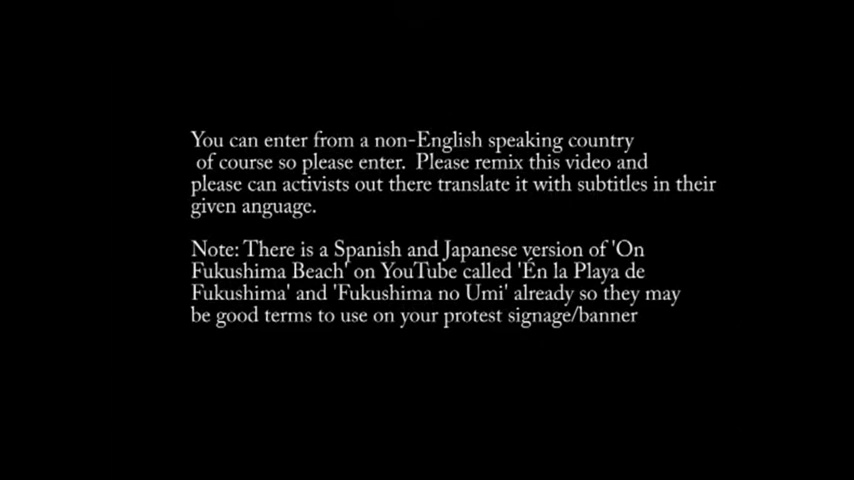 You can enter from a non-English speaking country
of course so please enter. Please remix this video and
please can activists out there translate it with subtitles in their
given anguage.
Note: There is a Spanish and Japanese version of 'On
Fukushima Beach' on YouTube called 'Én la Playa de
Fukushima' and 'Fukushima no Umi' already so they may
be good terms to use on your protest signage/banner